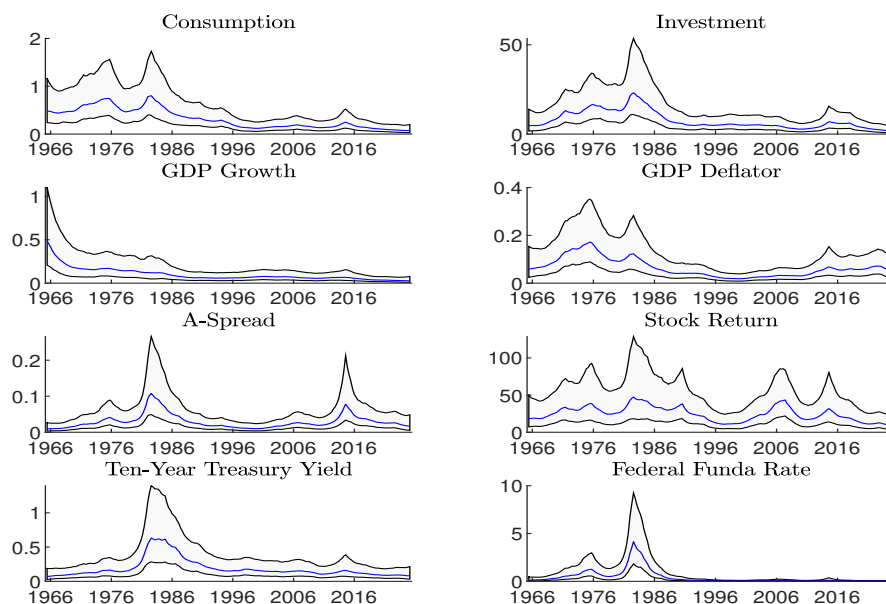 Consumption
2
1
0
1966 1976 1986 1996 2006 2016
Investment
50
0
1966 1976 1986 1996 2006 2016
GDP Growth
1
0.5
0
1966 1976 1986 1996 2006 2016
GDP Deflator
0.4
0.2
0
1966 1976 1986 1996 2006 2016
A-Spread
0.2
0.1
0
1966 1976 1986 1996 2006 2016
Stock Return
100
50
0
1966 1976 1986 1996 2006 2016
Ten-Year Treasury Yield
1
0.5
0
1966 1976 1986 1996 2006 2016
Federal Funda Rate
10
5
0
1966 1976 1986 1996 2006 2016